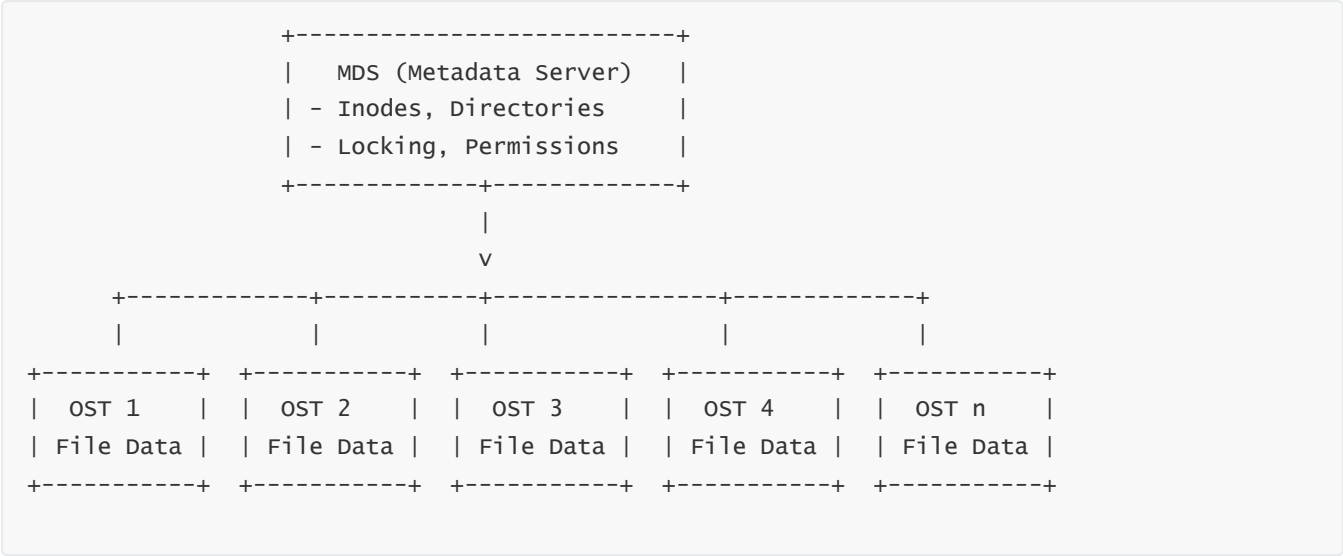 MDS (Metadata Server)
- Inodes, Directories
- Locking, Permissions
v
OST 1 OST 2 OST 3 OST 4 OST n
File Data File Data File Data File Data File Data